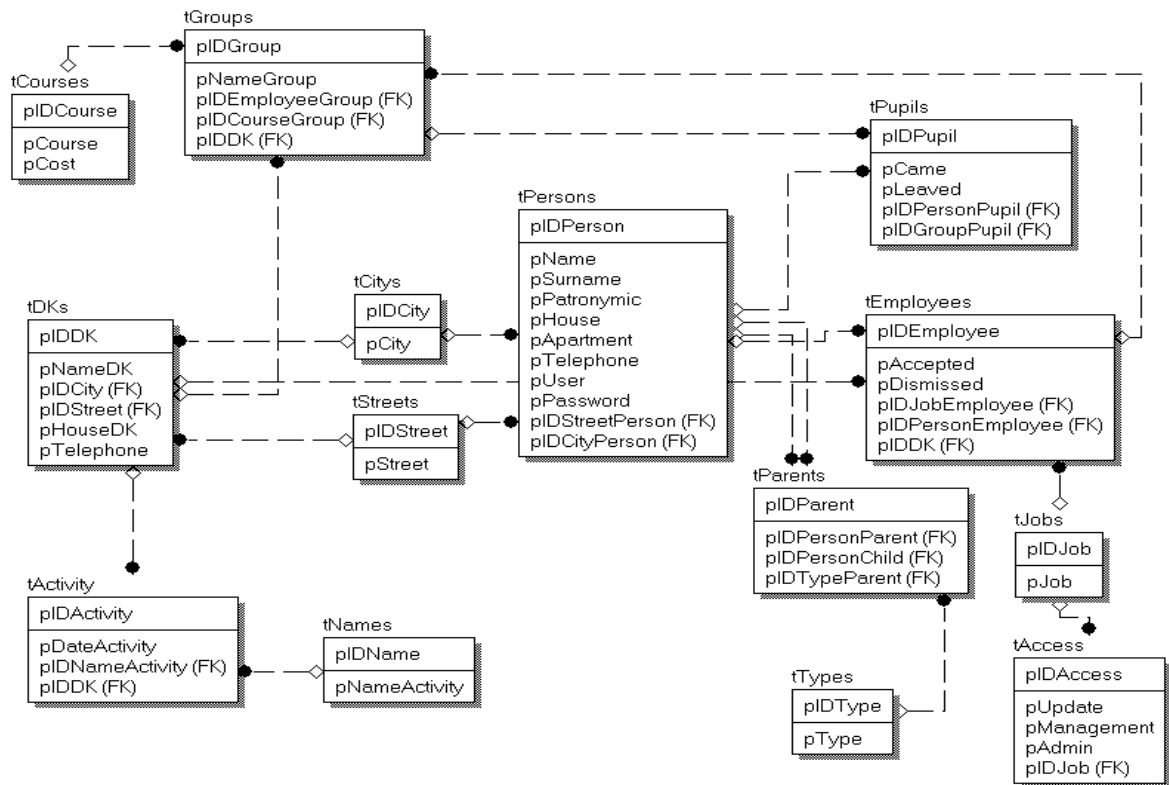 tGroups
pIDGroup
pNameGroup
pIDEmployeeGroup (FK)
pIDCourseGroup (FK)
pIDDK (FK)
tCourses
pIDCourse
pCourse
pCost
tPupils
pIDPupil
pCame
pLeaved
pIDPersonPupil (FK)
pIDGroupPupil (FK)
tPersons
pIDPerson
pName
pSurname
pPatronymic
pHouse
pApartment
pTelephone
pUser
pPassword
pIDStreetPerson (FK)
pIDCityPerson (FK)
tCitys
pIDCity
pCity
tDKs
pIDDK
pNameDK
pIDCity (FK)
pIDStreet (FK)
pHouseDK
pTelephone
tStreets
pIDStreet
pStreet
tEmployees
pIDEmployee
pAccepted
pDismissed
pIDJobEmployee (FK)
pIDPersonEmployee (FK)
pIDDK (FK)
tParents
pIDParent
pIDPersonParent (FK)
pIDPersonChild (FK)
pIDTypeParent (FK)
tJobs
pIDJob
pJob
tActivity
pIDActivity
pDateActivity
pIDNameActivity (FK)
pIDDK (FK)
tNames
pIDName
pNameActivity
tTypes
pIDType
pType
tAccess
pIDAccess
pUpdate
pManagement
pAdmin
pIDJob (FK)